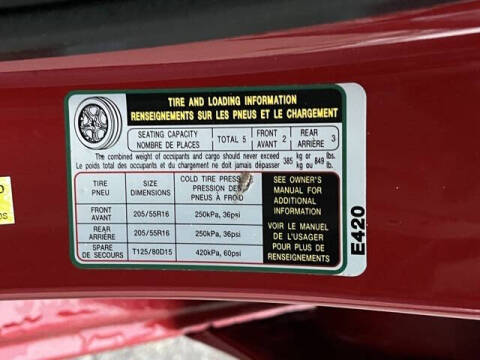 TIRE AND LOADING INFORMATION
RENSEIGNEMENTS SUR LES PNEUS ET LE CHARGEMENT
SEATING CAPACITY TOTAL 5 FRONT 2 REAR 3
NOMBRE DE PLACES AVANT ARRIÈRE
The combined weight of occupants and cargo should never exceed 385 kg or 849 lbs.
Le poids total des occupants et du chargement ne doit jamais dépasser kg ou lb.
TIRE SIZE COLD TIRE PRESS
PNEU DIMENSIONS PRESSION DES
PNEUS À FROID
FRONT 205/55R16 250kPa, 36psi
AVANT
REAR 205/55R16 250kPa, 36psi
ARRIÈRE
SPARE T125/80D15 420kPa, 60psi
DE SECOURS
SEE OWNER'S
MANUAL FOR
ADDITIONAL
INFORMATION
VOIR LE MANUEL
DE L'USAGER
POUR PLUS DE
RENSEIGNEMENTS
E420